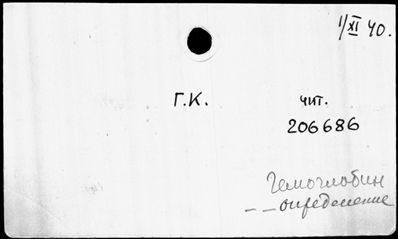 1/XI 40.
Г.К. чит.
206686
Гемоглобин
— — определение